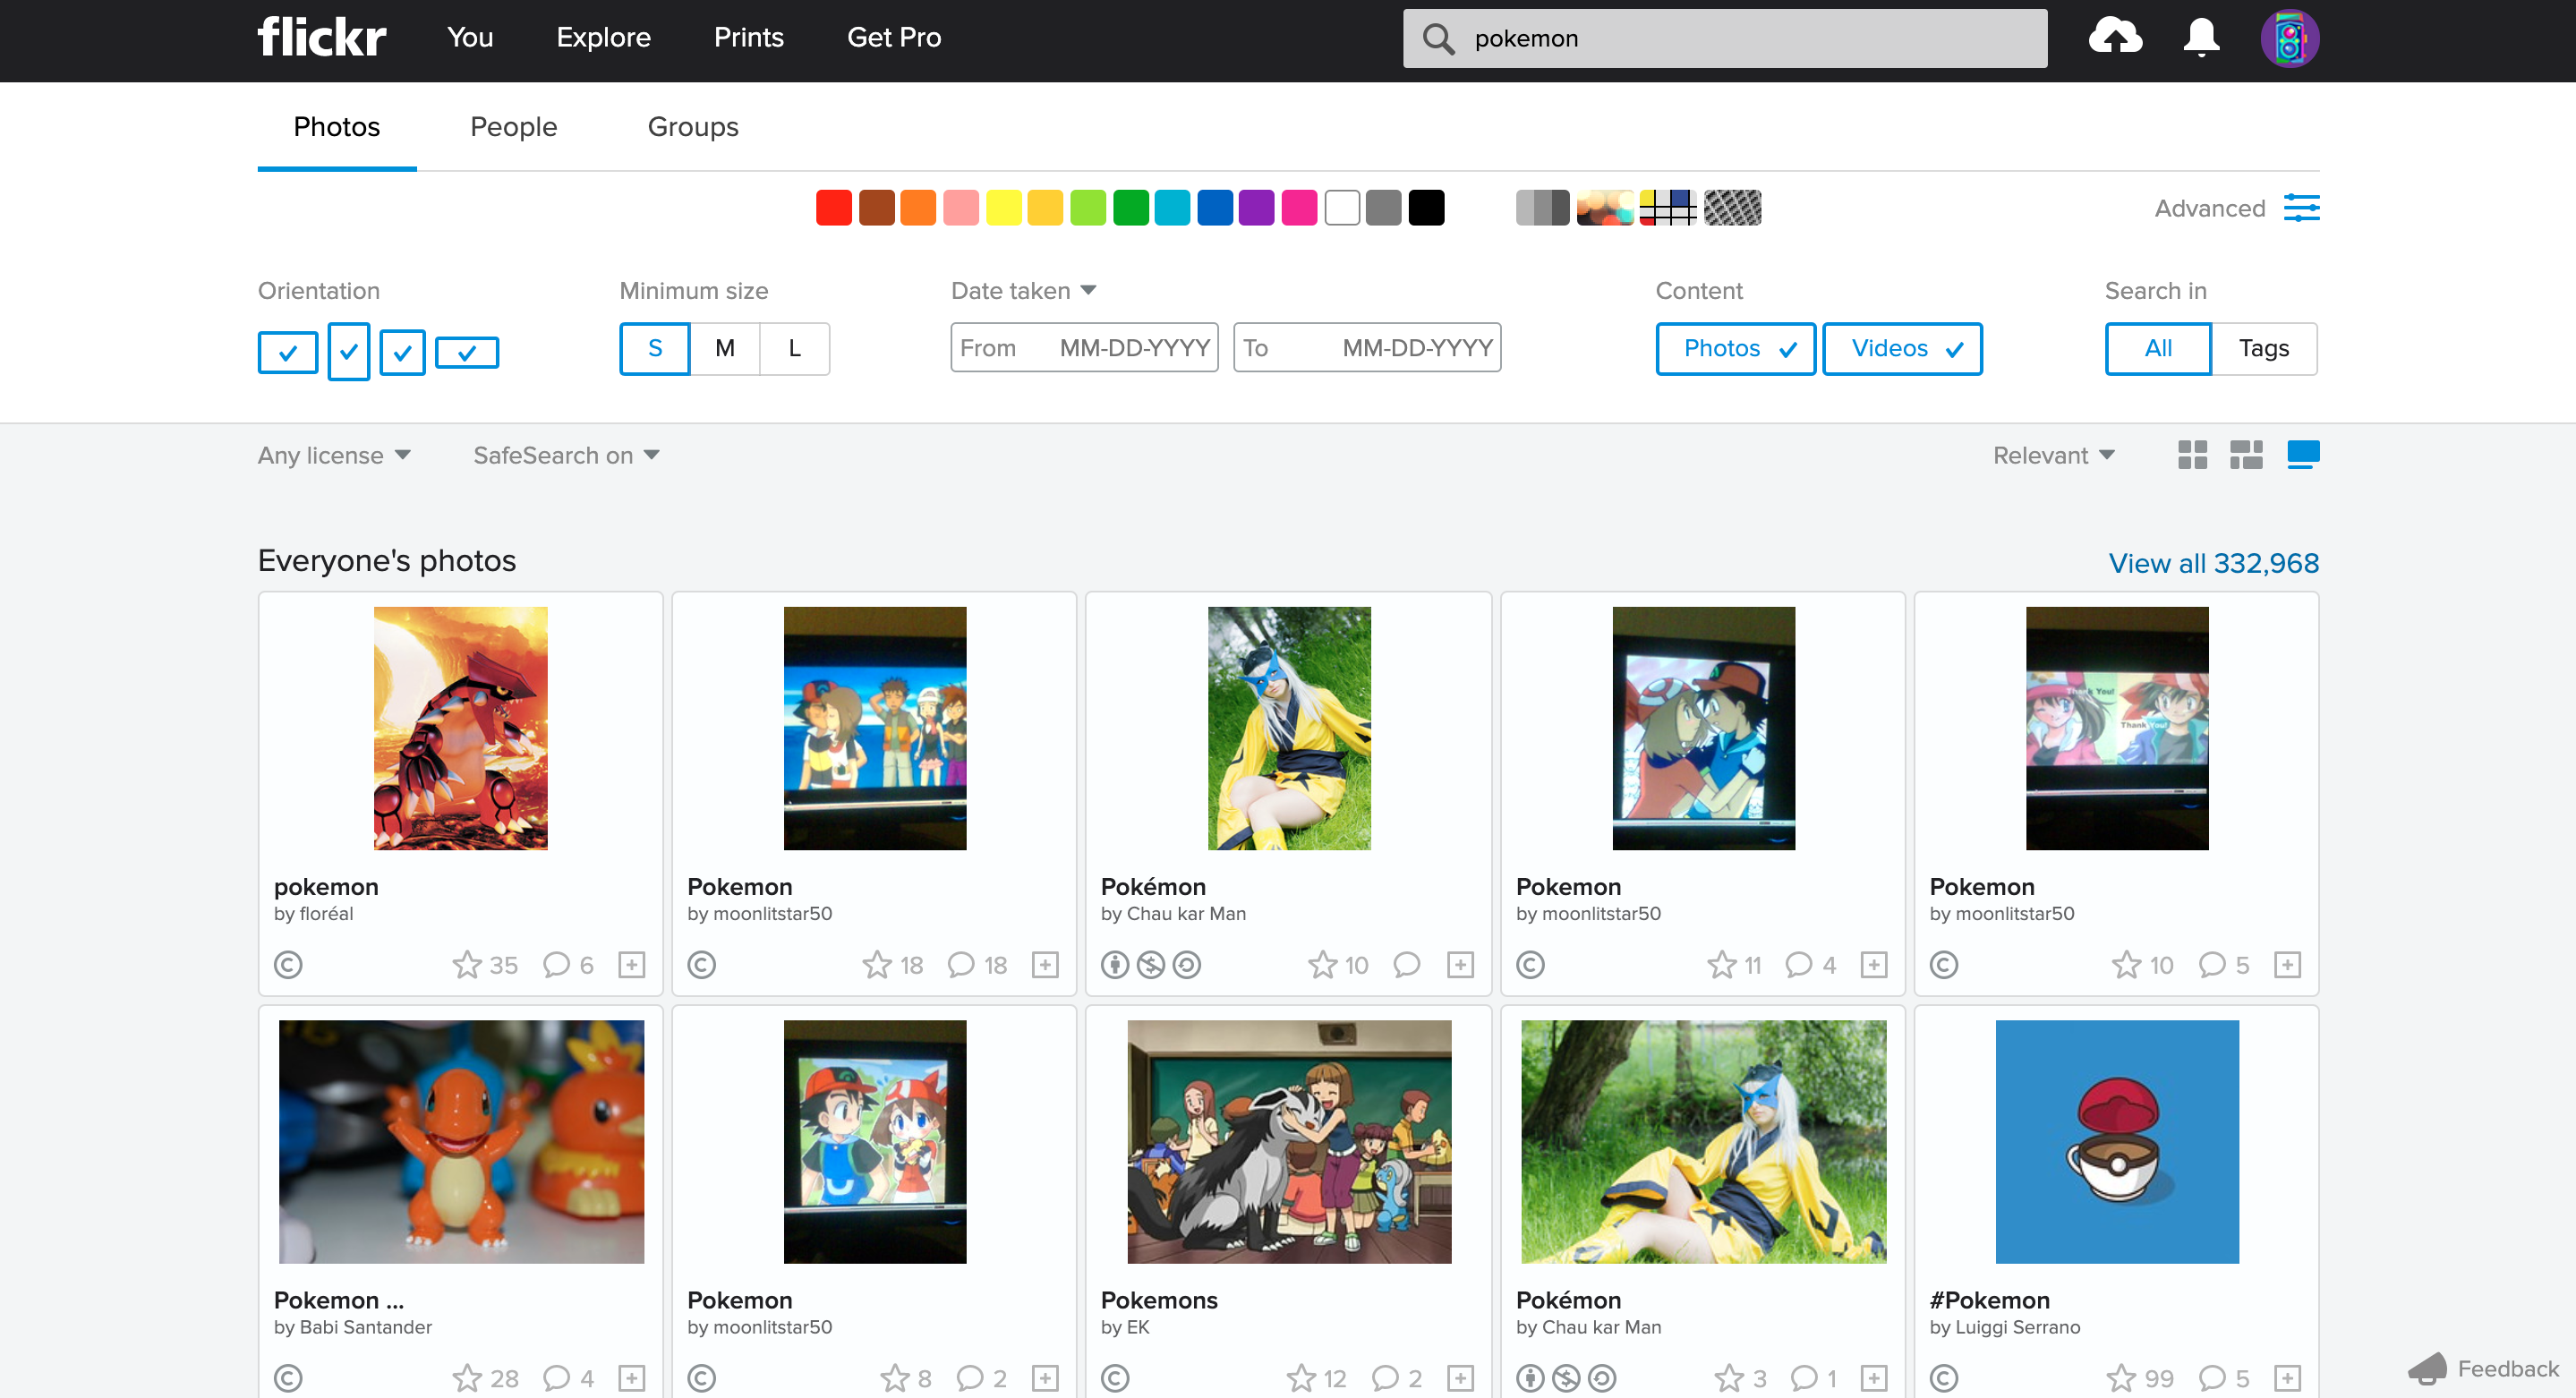 flickr You Explore Prints Get Pro pokemon
Photos People Groups
Advanced
Orientation Minimum size Date taken Content Search in
S M L From MM-DD-YYYY To MM-DD-YYYY Photos Videos All Tags
Any license SafeSearch on Relevant
Everyone's photos View all 332,968
Thank You!
Thank You!
pokemon Pokemon Pokémon Pokemon Pokemon
by floréal by moonlitstar50 by Chau kar Man by moonlitstar50 by moonlitstar50
35 6 18 18 10 11 4 10 5
Pokemon ... Pokemon Pokemons Pokémon #Pokemon
by Babi Santander by moonlitstar50 by EK by Chau kar Man by Luiggi Serrano
28 4 8 2 12 2 3 1 99 5
Feedback